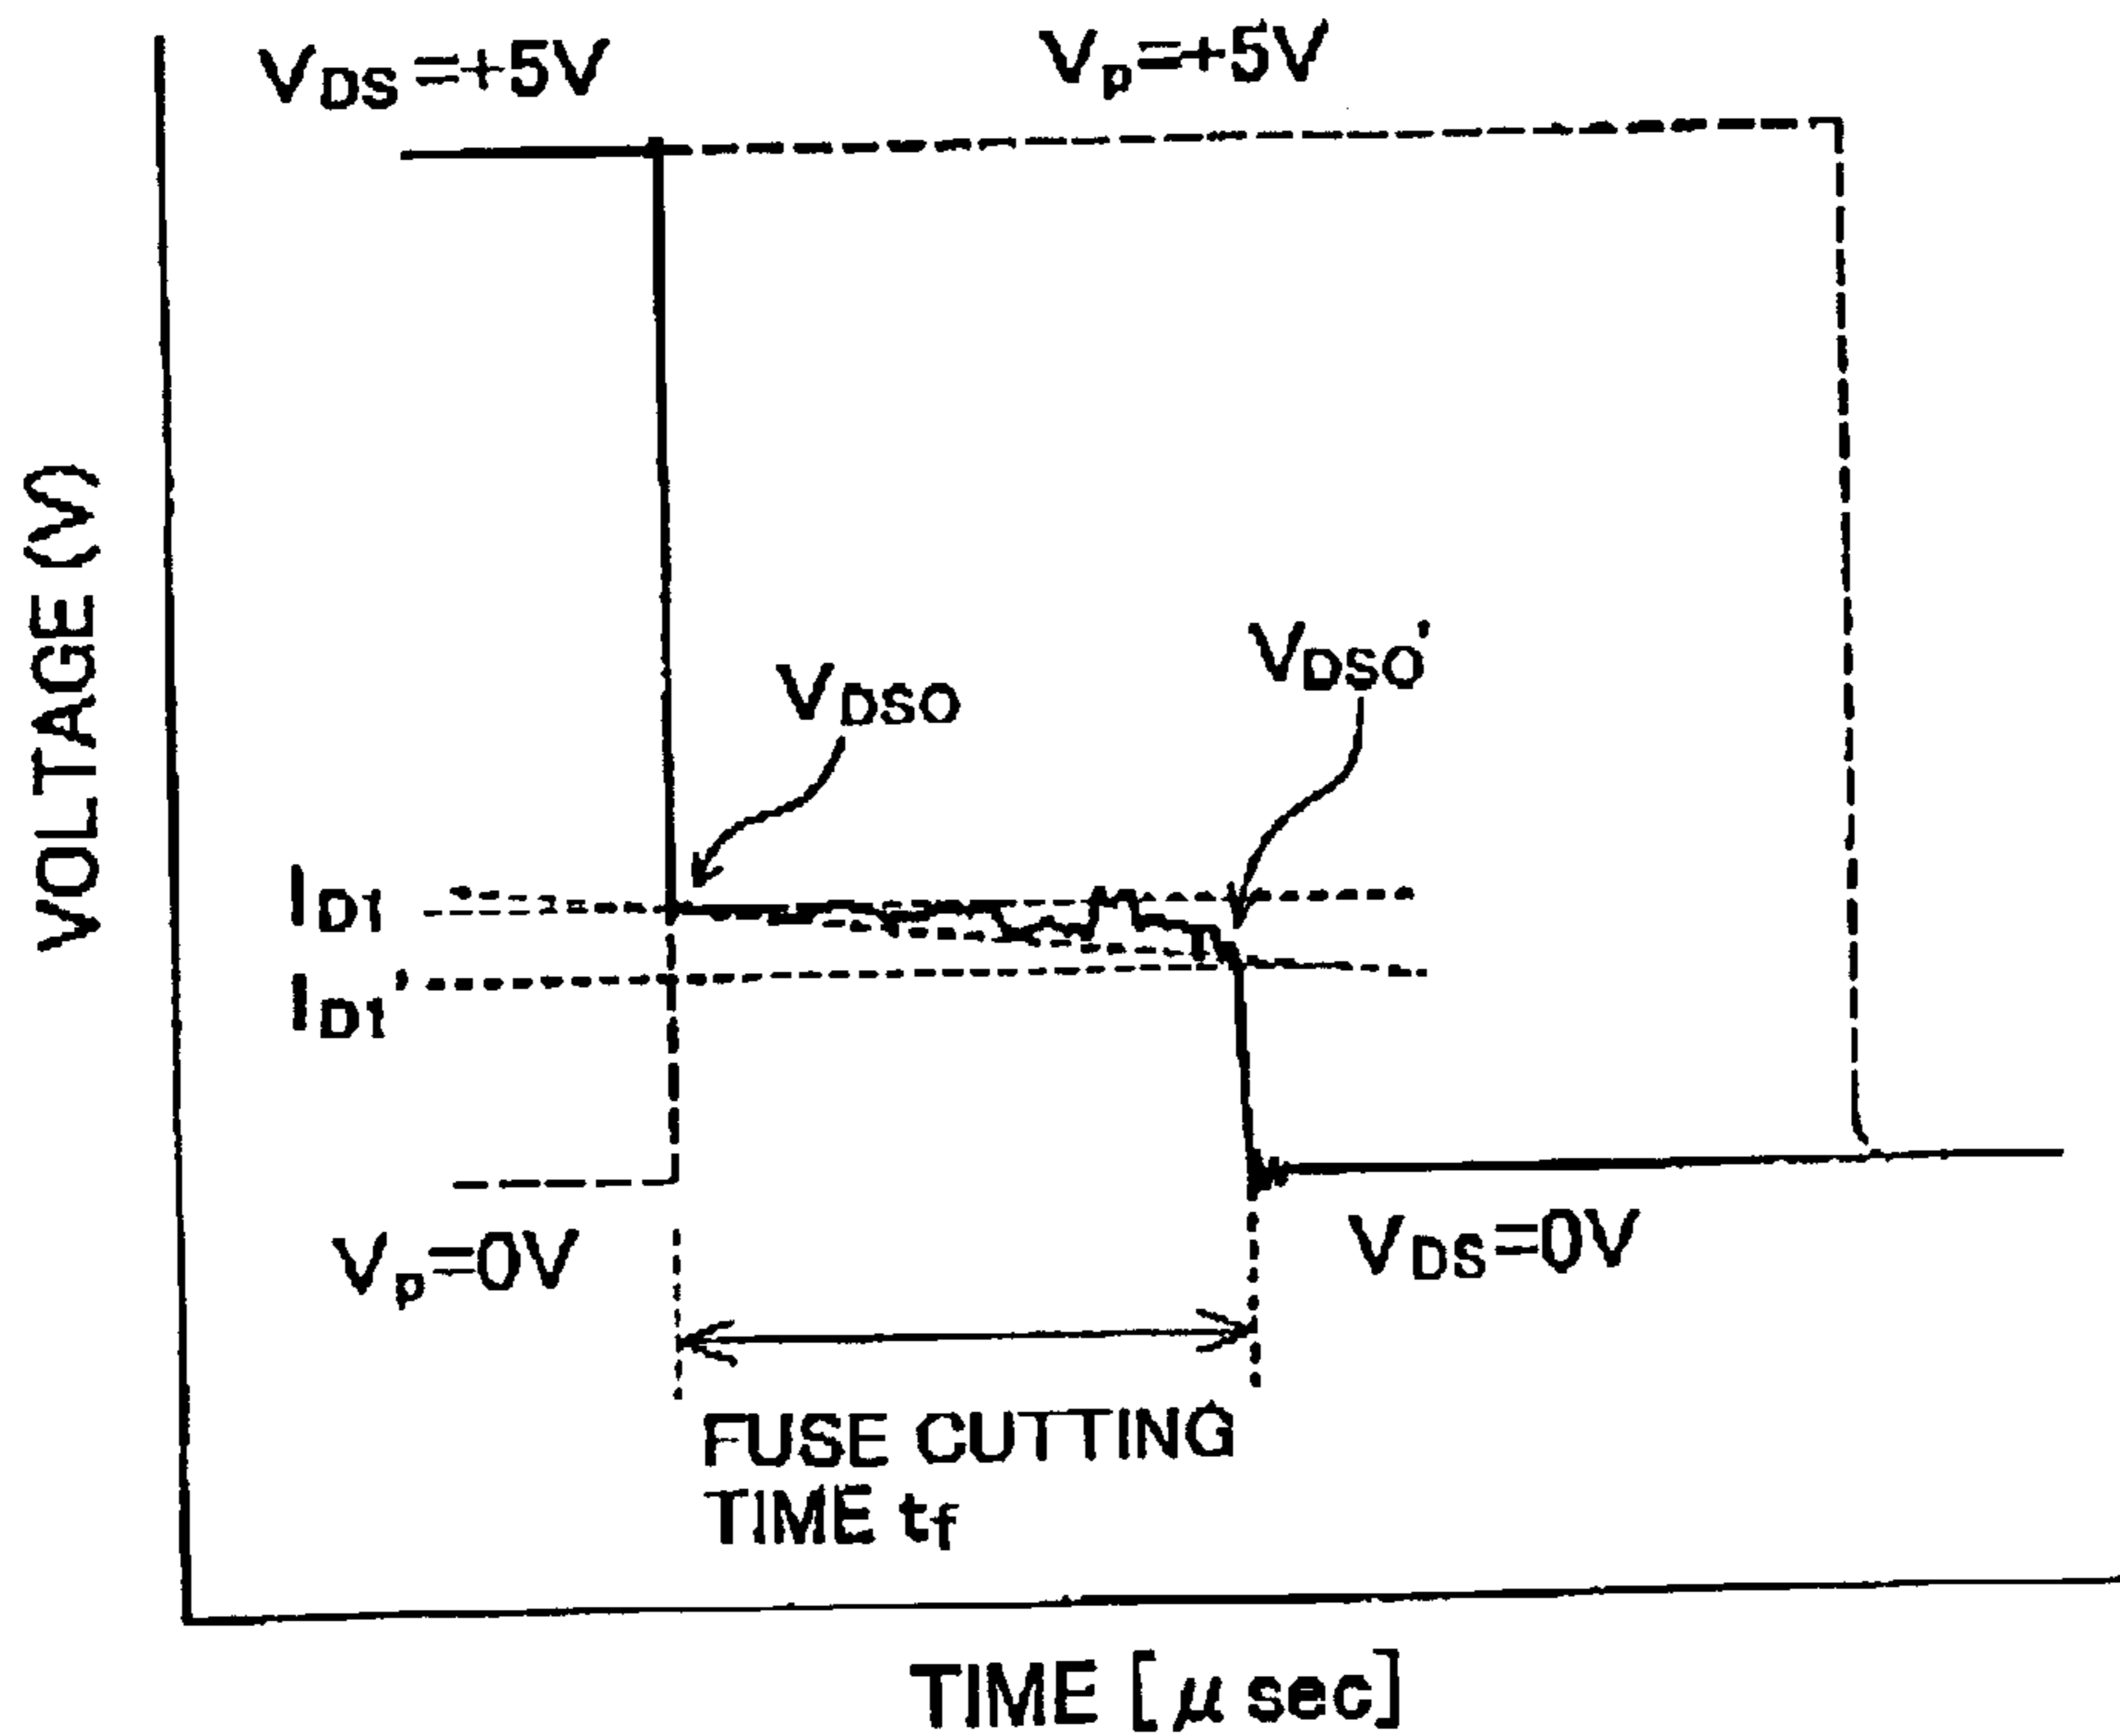 VDS=+5V
Vp=+5V
VOLTAGE (V)
VDSO
VDSO'
ID1
ID1'
Vp=0V
VDS=0V
FUSE CUTTING
TIME tf
TIME [μ sec]